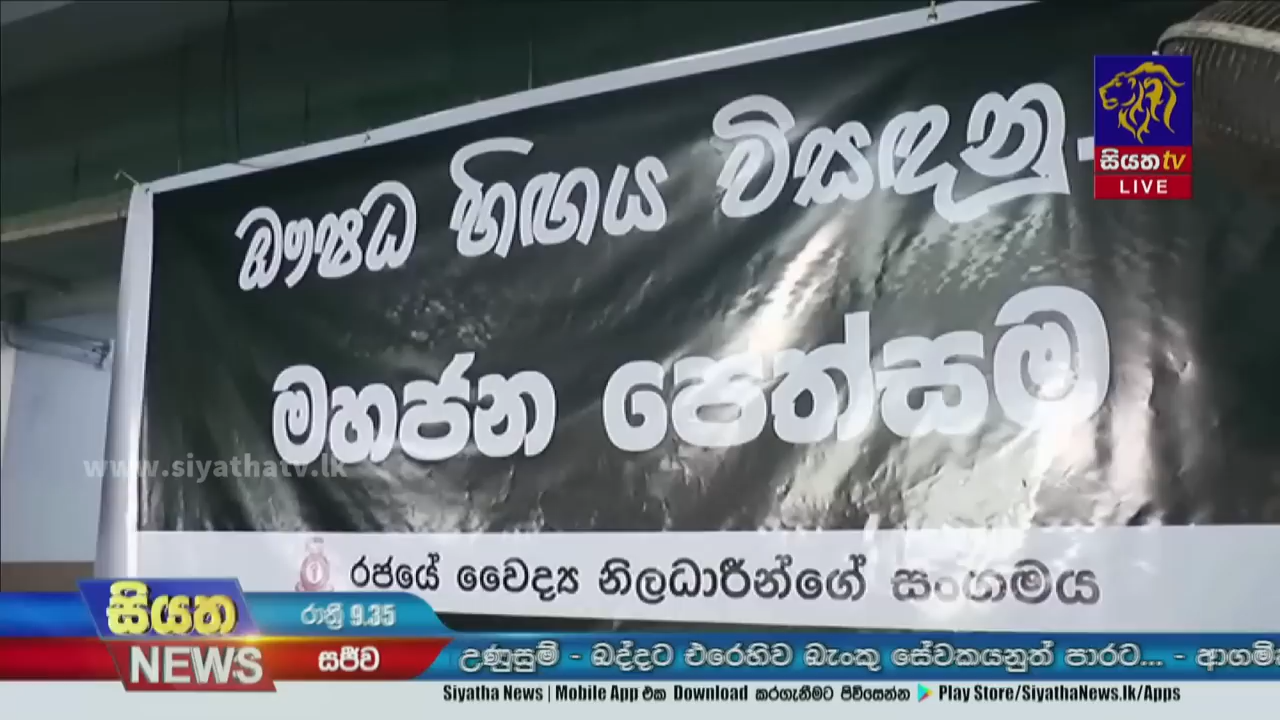 ඖෂධ හිඟය විසඳනු
සියත tv
LIVE
මහජන පෙත්සම
www.siyathatv.lk
රජයේ වෛද්‍ය නිලධාරීන්ගේ සංගමය
සියත
රාත්‍රී 9.35
NEWS
සජීව
උණුසුම් - බද්දට එරෙහිව බැංකු සේවකයනුත් පාරට... -
Siyatha News | Mobile App එක Download කරගැනීමට පිවිසෙන්න Play Store/SiyathaNews.lk/Apps